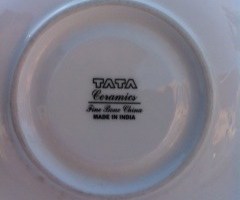 TATA
Ceramics
Fine Bone China
MADE IN INDIA